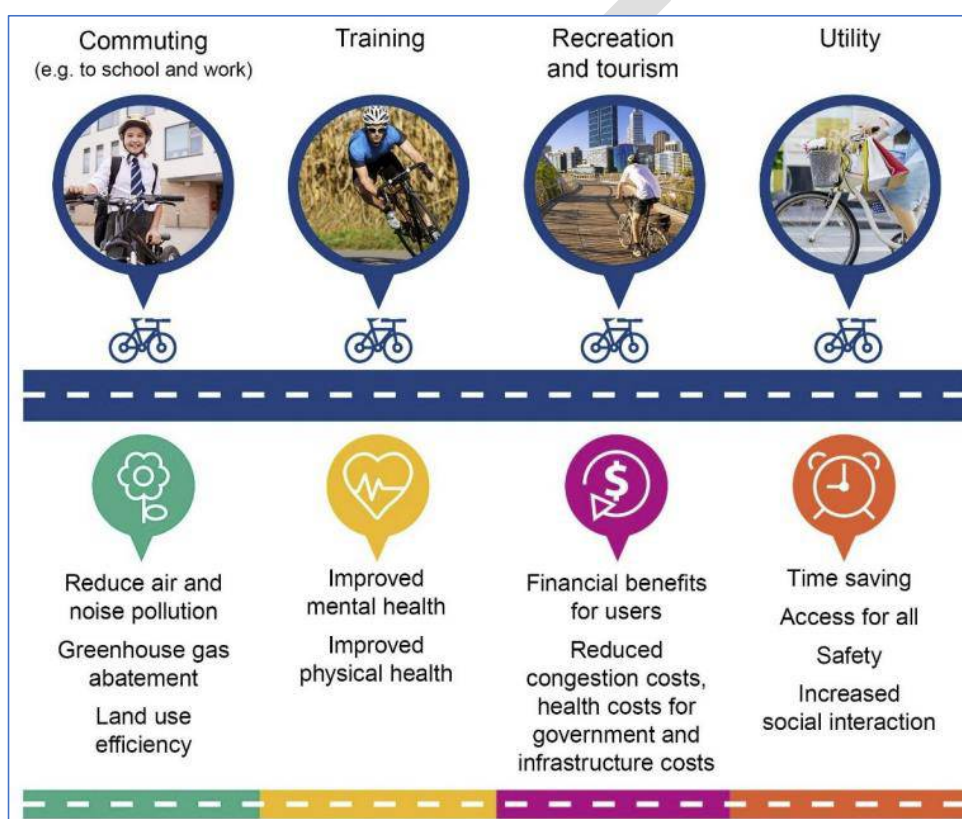 Commuting
(e.g. to school and work)
Training
Recreation
and tourism
Utility
Reduce air and
noise pollution
Greenhouse gas
abatement
Land use
efficiency
Improved
mental health
Improved
physical health
$
Financial benefits
for users
Reduced
congestion costs,
health costs for
government and
infrastructure costs
Time saving
Access for all
Safety
Increased
social interaction